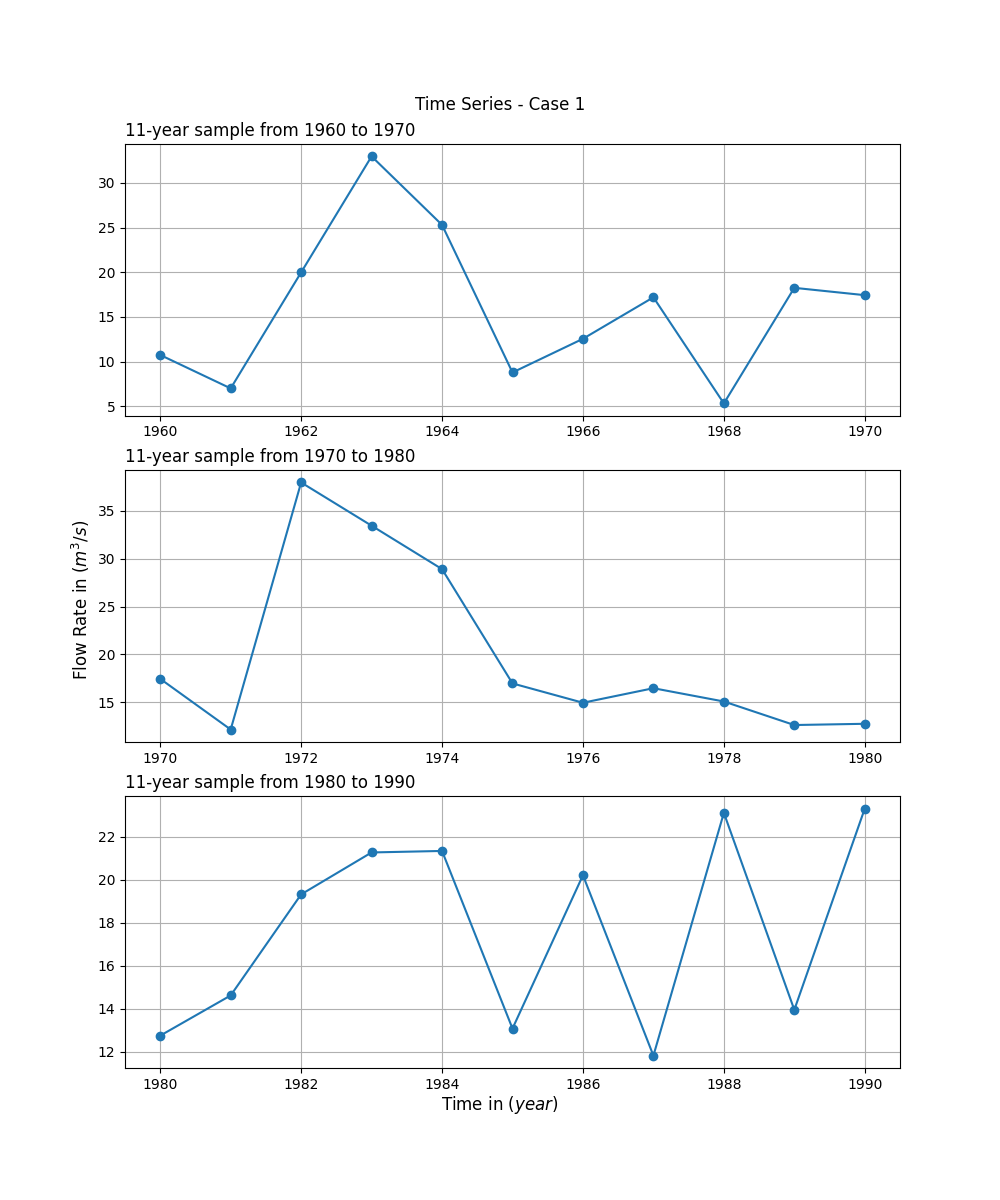 Time Series - Case 1
11-year sample from 1960 to 1970
30
25
20
15
10
5
1960 1962 1964 1966 1968 1970
11-year sample from 1970 to 1980
Flow Rate in (m³/s)
35
30
25
20
15
1970 1972 1974 1976 1978 1980
11-year sample from 1980 to 1990
22
20
18
16
14
12
1980 1982 1984 1986 1988 1990
Time in (year)